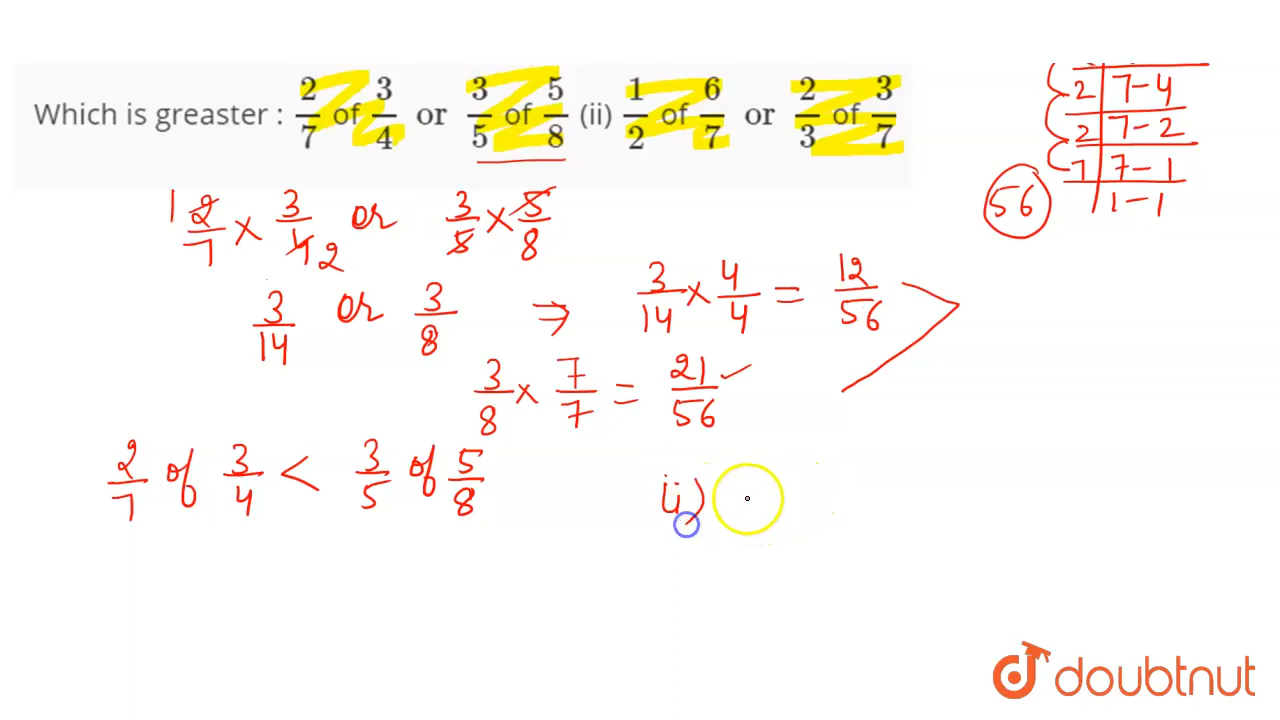 Which is greaster : 2/7 of 3/4 or 3/5 of 5/8 (ii) 1/2 of 6/7 or 2/3 of 3/7
2 | 7 - 4
2 | 7 - 2
7 | 7 - 1
1 - 1
56
1 2/7 × 3/4 2 or 3/5 × 5/8
3/14 or 3/8 ⇒ 3/14 × 4/4 = 12/56
3/8 × 7/7 = 21/56 ✓
2/7 of 3/4 < 3/5 of 5/8
(ii)
doubtnut